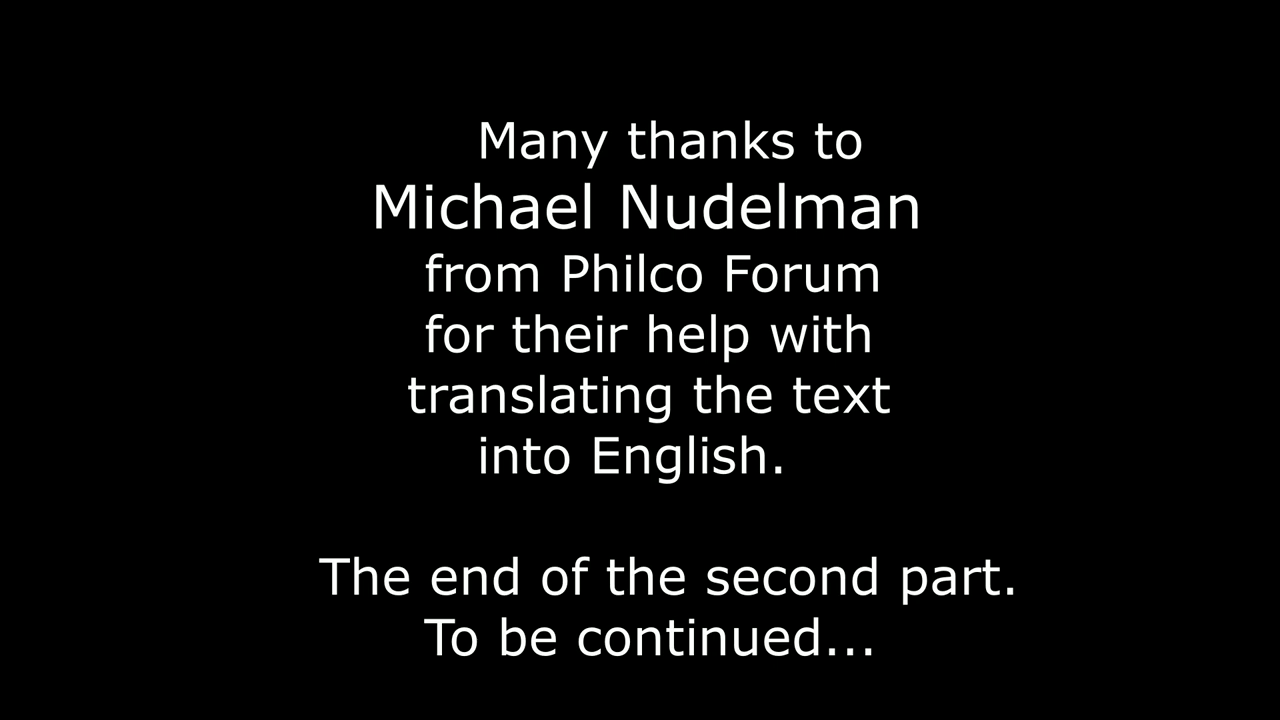 Many thanks to
Michael Nudelman
from Philco Forum
for their help with
translating the text
into English.
The end of the second part.
To be continued...